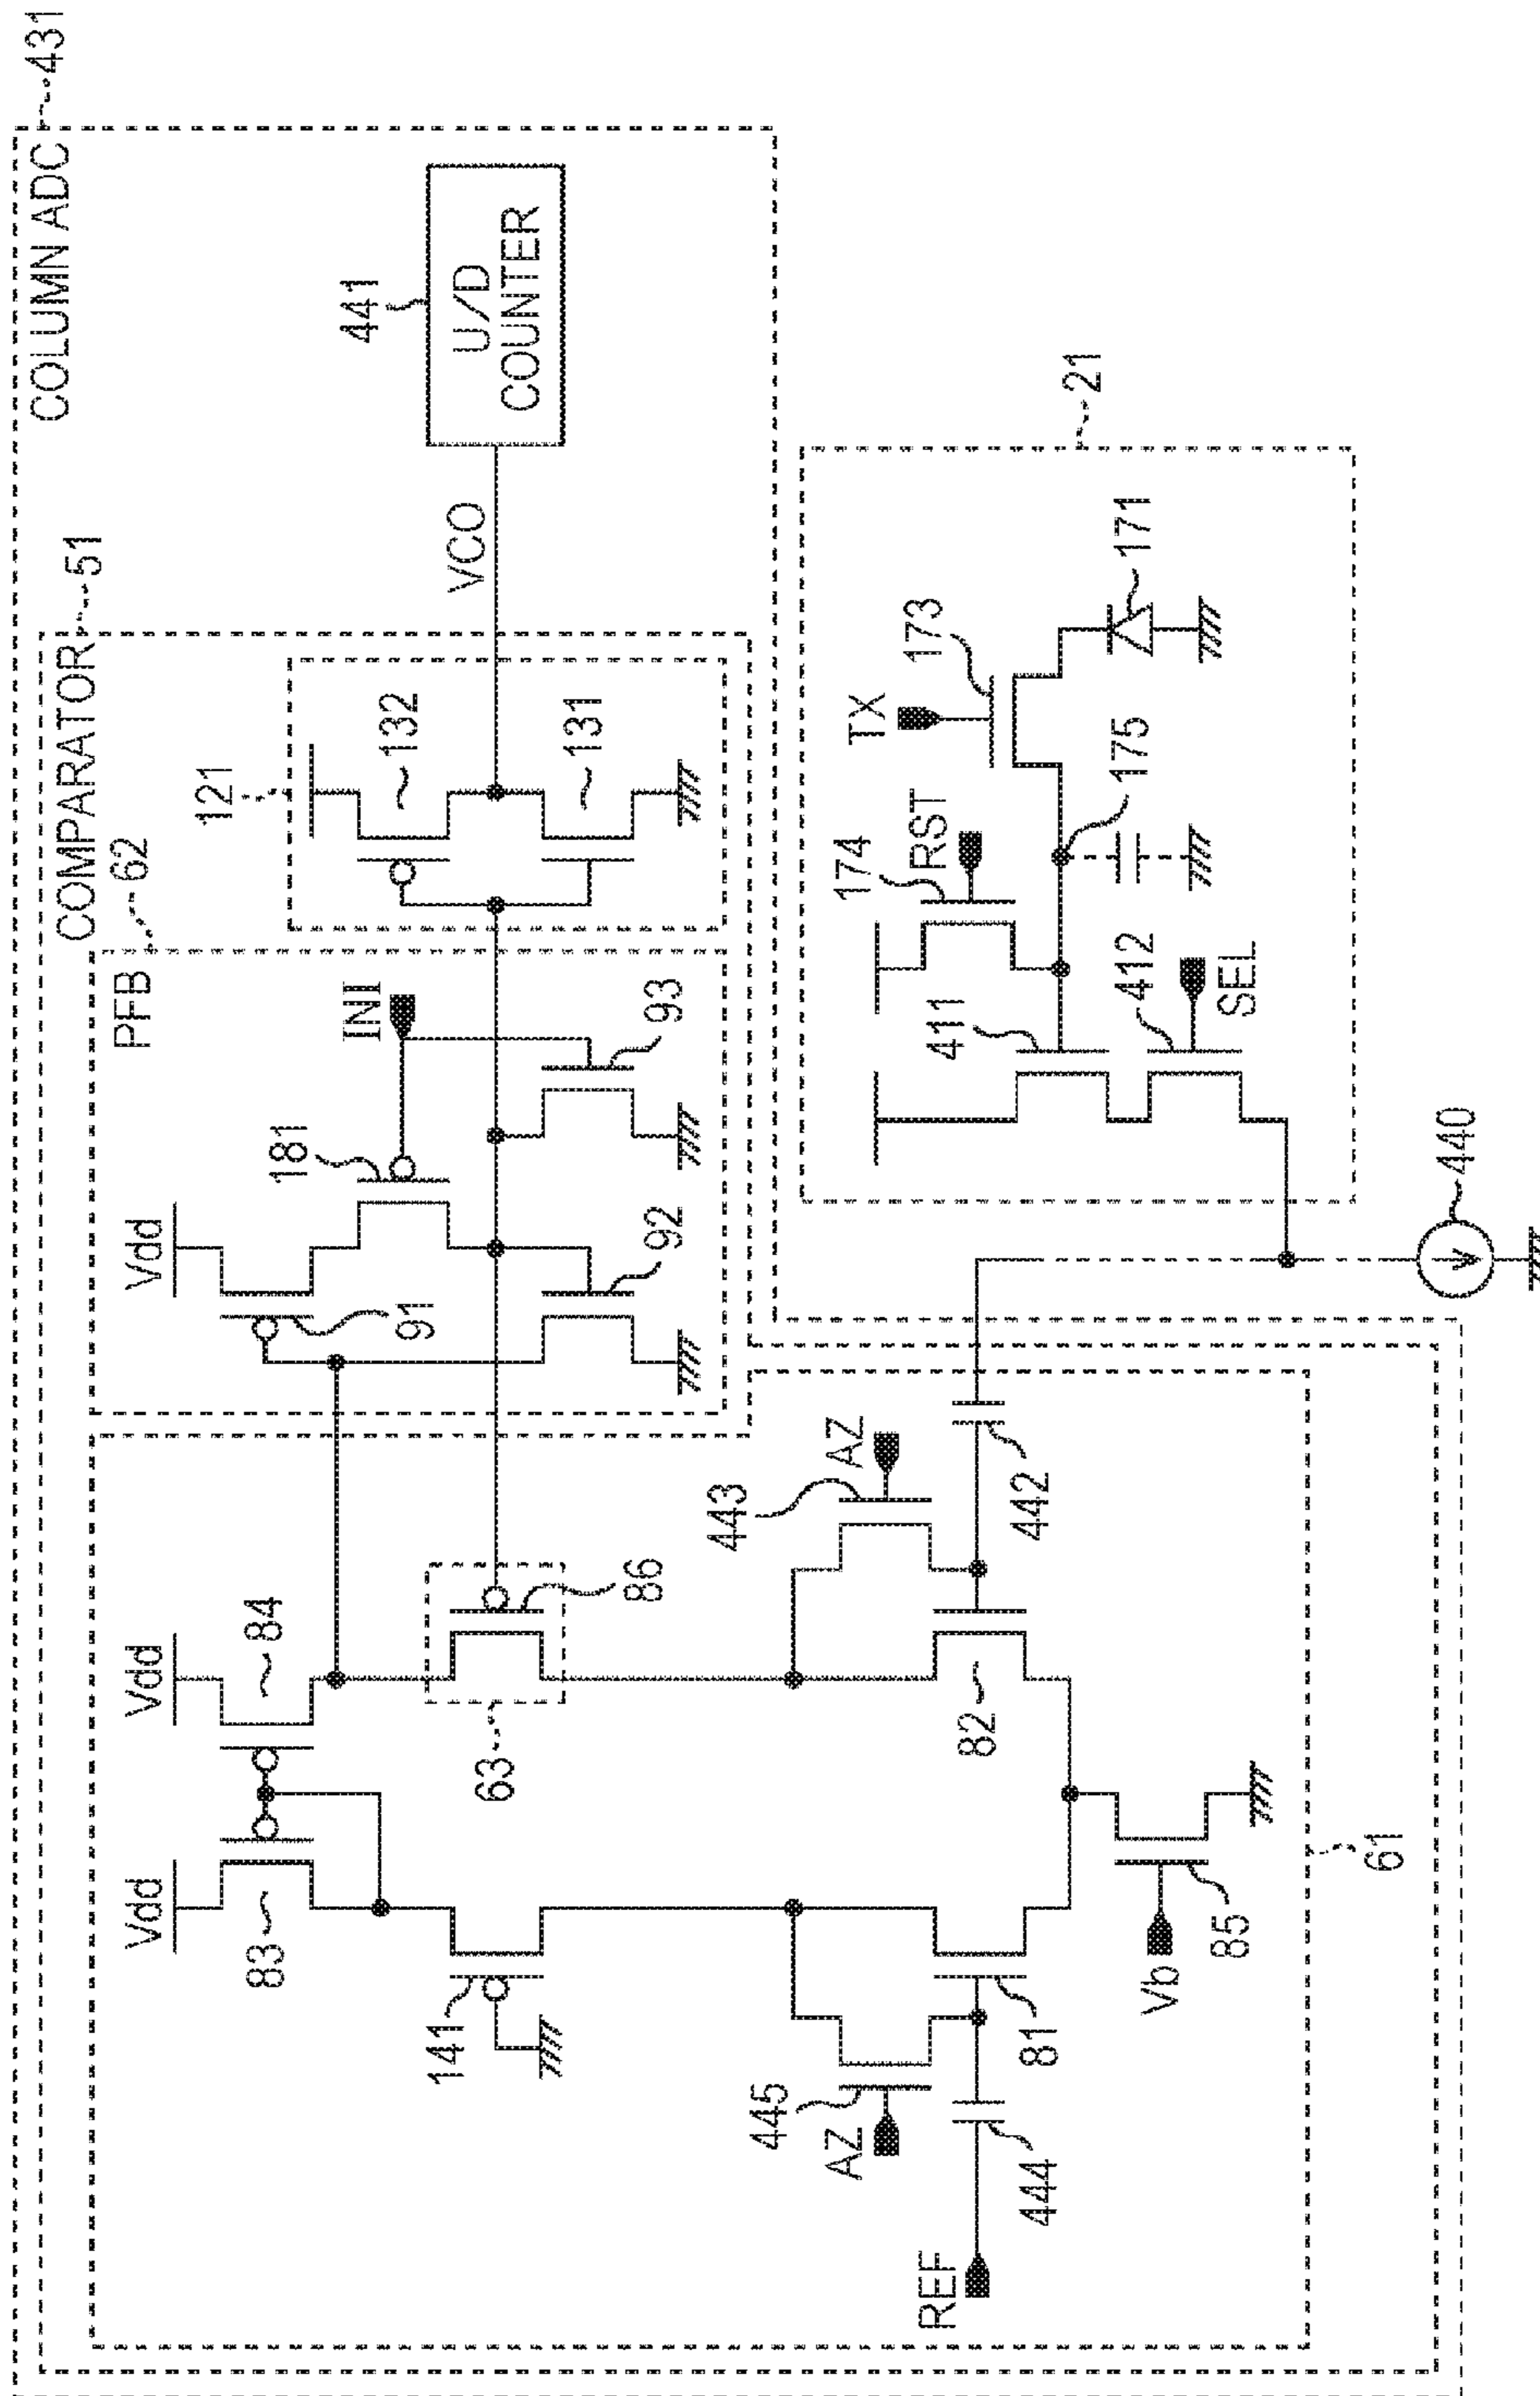 COLUMN ADC
431
COMPARATOR
51
PFB
62
121
132
131
VCO
441
U/D
COUNTER
Vdd
181
INI
91
92
93
Vdd
Vdd
83
84
141
63
86
443
AZ
445
AZ
442
444
REF
81
82
Vb
85
61
21
TX
173
171
174
RST
175
411
412
SEL
440